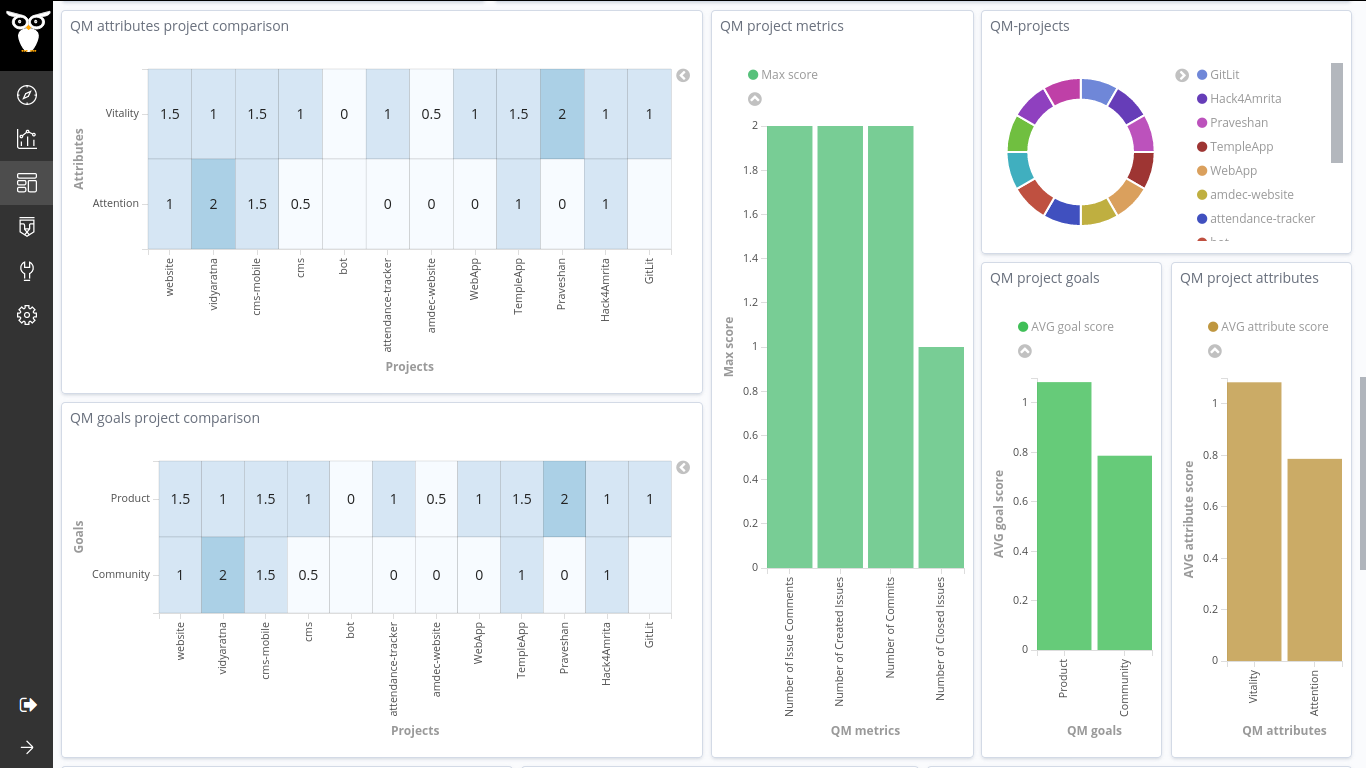 QM attributes project comparison
Attributes
Vitality 1.5 1 1.5 1 0 1 0.5 1 1.5 2 1 1
Attention 1 2 1.5 0.5 0 0 0 1 0 1
website vidyaratna cms-mobile cms bot attendance-tracker amdec-website WebApp TempleApp Praveshan Hack4Amrita GitLit
Projects
QM goals project comparison
Goals
Product 1.5 1 1.5 1 0 1 0.5 1 1.5 2 1 1
Community 1 2 1.5 0.5 0 0 0 1 0 1
website vidyaratna cms-mobile cms bot attendance-tracker amdec-website WebApp TempleApp Praveshan Hack4Amrita GitLit
Projects
QM project metrics
Max score
Max score
2
1.8
1.6
1.4
1.2
1
0.8
0.6
0.4
0.2
0
Number of Issue Comments
Number of Created Issues
Number of Commits
Number of Closed Issues
QM metrics
QM-projects
GitLit
Hack4Amrita
Praveshan
TempleApp
WebApp
amdec-website
attendance-tracker
QM project goals
AVG goal score
AVG goal score
1
0.8
0.6
0.4
0.2
0
Product
Community
QM goals
QM project attributes
AVG attribute score
AVG attribute score
1
0.8
0.6
0.4
0.2
0
Vitality
Attention
QM attributes